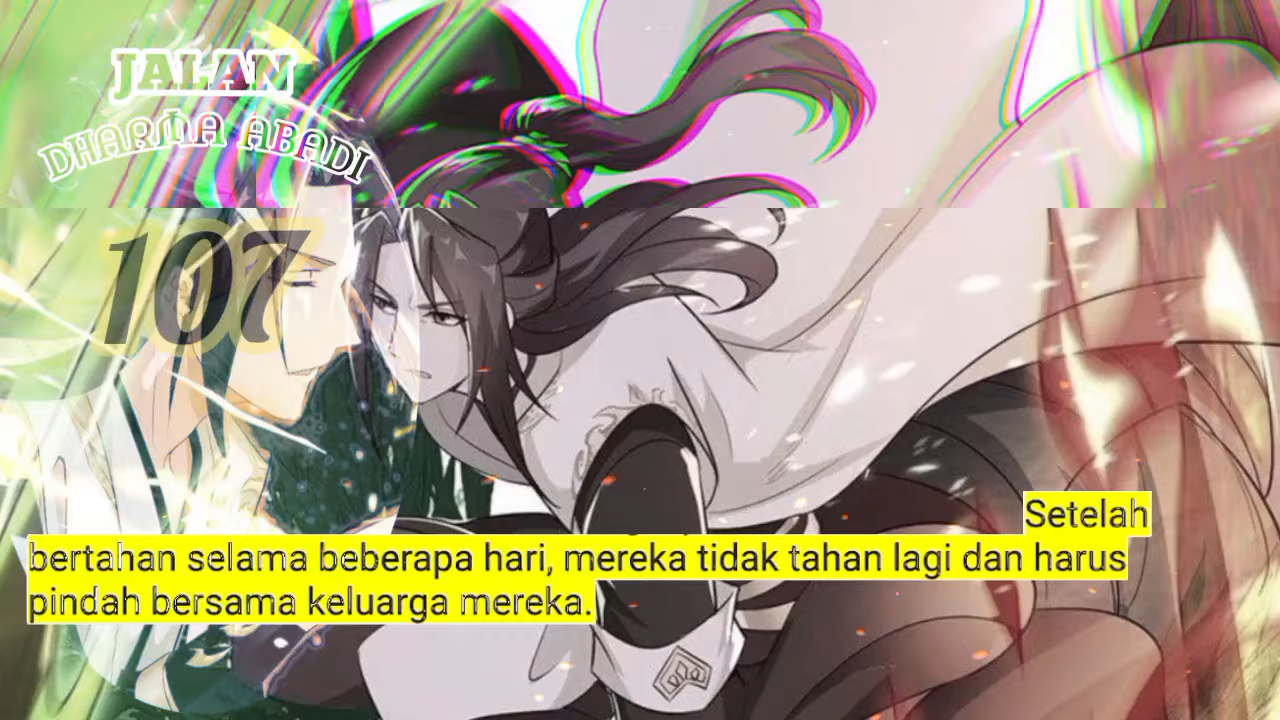 JALAN
DHARMA ABADI
107
Setelah
bertahan selama beberapa hari, mereka tidak tahan lagi dan harus
pindah bersama keluarga mereka.